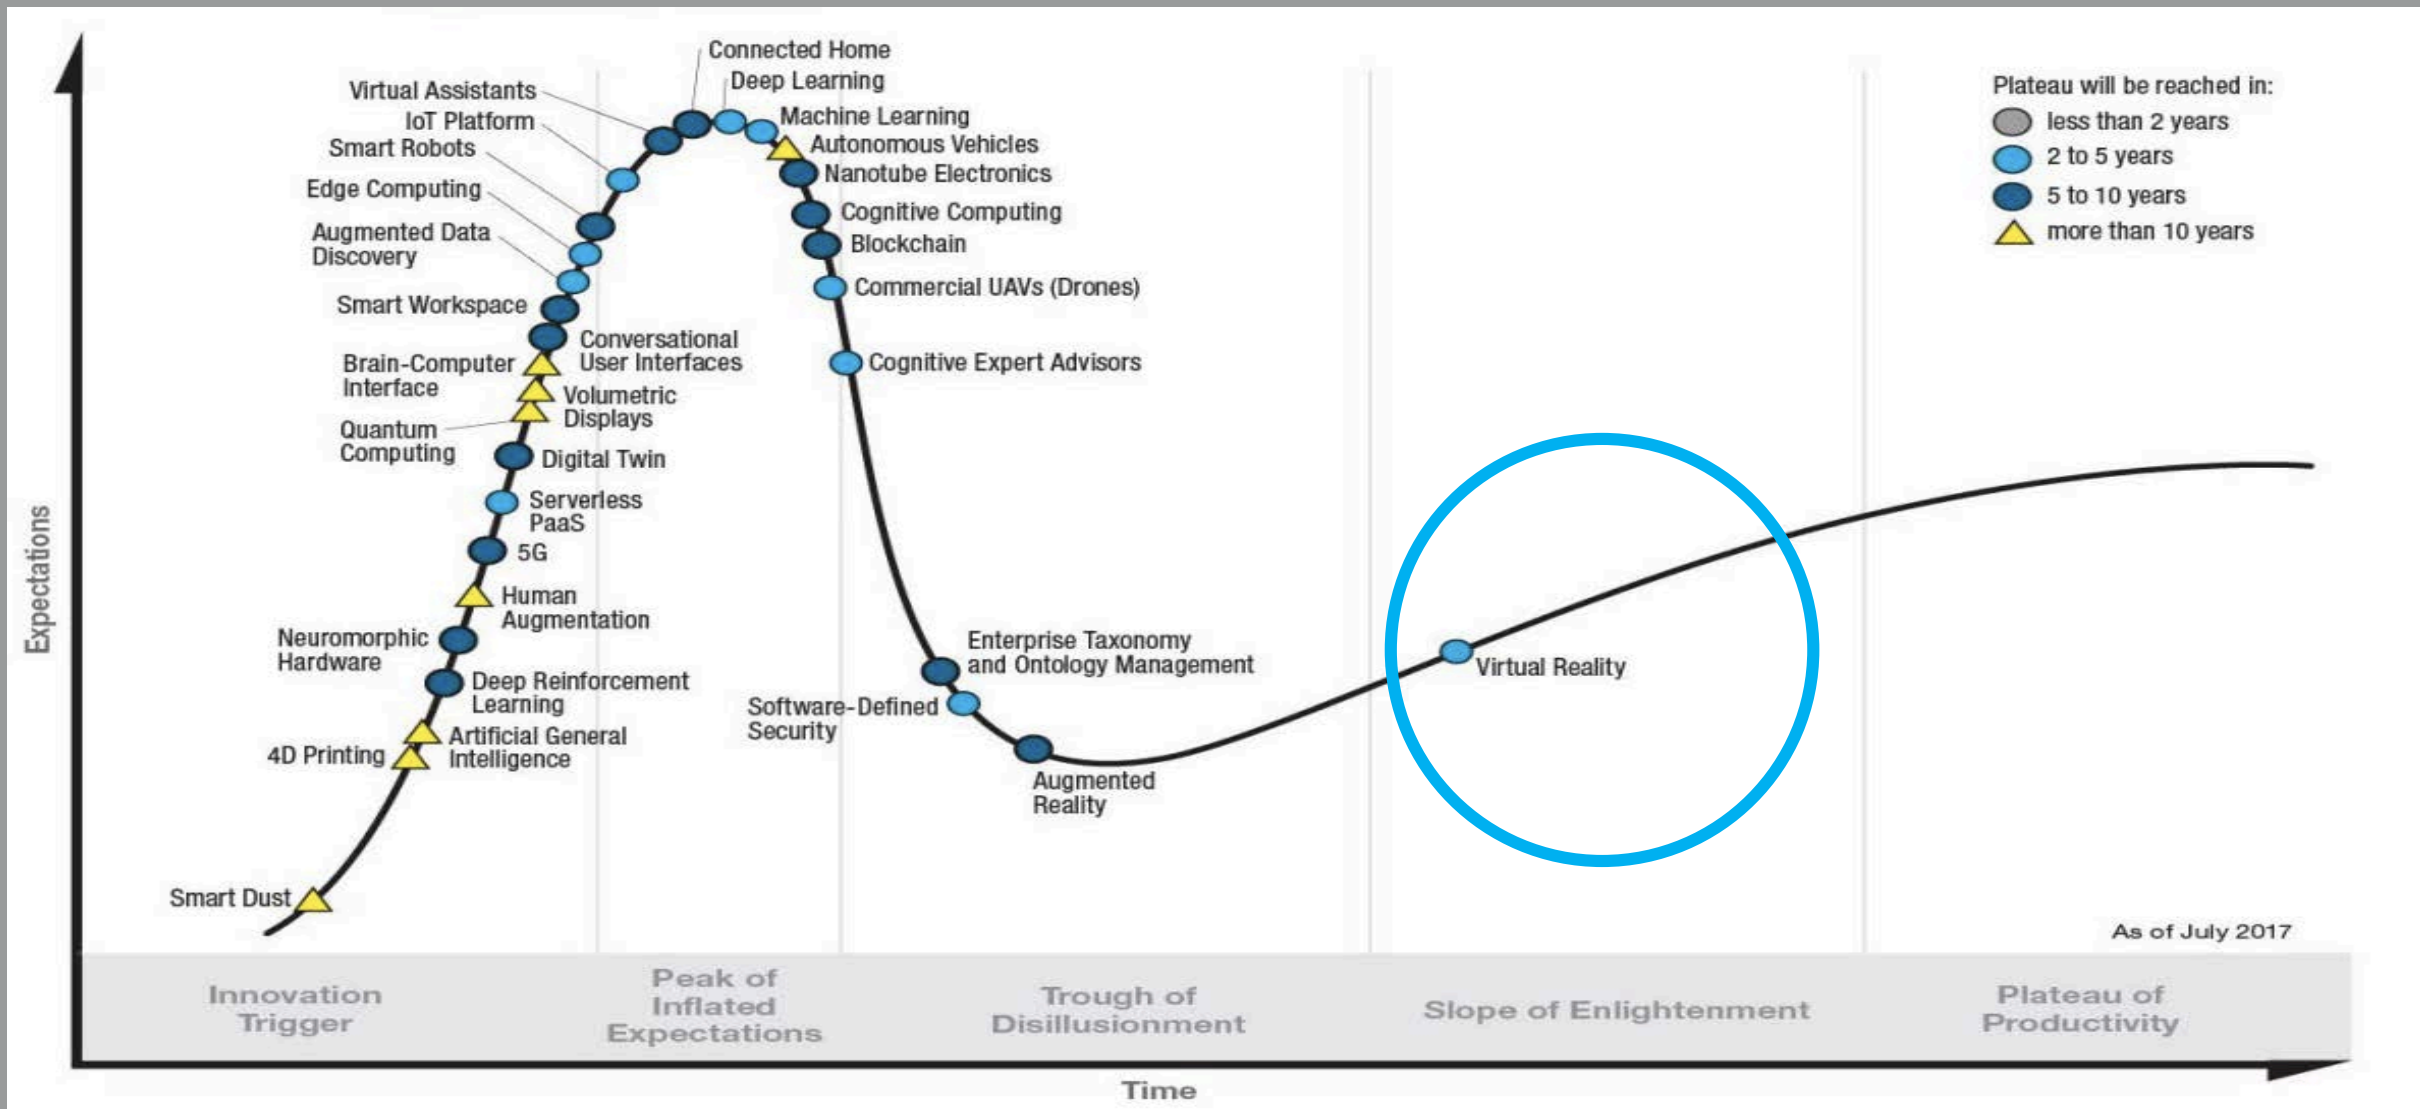 Connected Home
Deep Learning
Virtual Assistants
Machine Learning
IoT Platform
Autonomous Vehicles
Smart Robots
Nanotube Electronics
Edge Computing
Cognitive Computing
Augmented Data
Discovery
Blockchain
Commercial UAVs (Drones)
Smart Workspace
Conversational
User Interfaces
Brain-Computer
Interface
Cognitive Expert Advisors
Volumetric
Displays
Quantum
Computing
Digital Twin
Serverless
PaaS
5G
Human
Augmentation
Neuromorphic
Hardware
Deep Reinforcement
Learning
Artificial General
Intelligence
4D Printing
Smart Dust
Enterprise Taxonomy
and Ontology Management
Software-Defined
Security
Augmented
Reality
Virtual Reality
Plateau will be reached in:
less than 2 years
2 to 5 years
5 to 10 years
more than 10 years
As of July 2017
Expectations
Innovation
Trigger
Peak of
Inflated
Expectations
Trough of
Disillusionment
Slope of Enlightenment
Plateau of
Productivity
Time